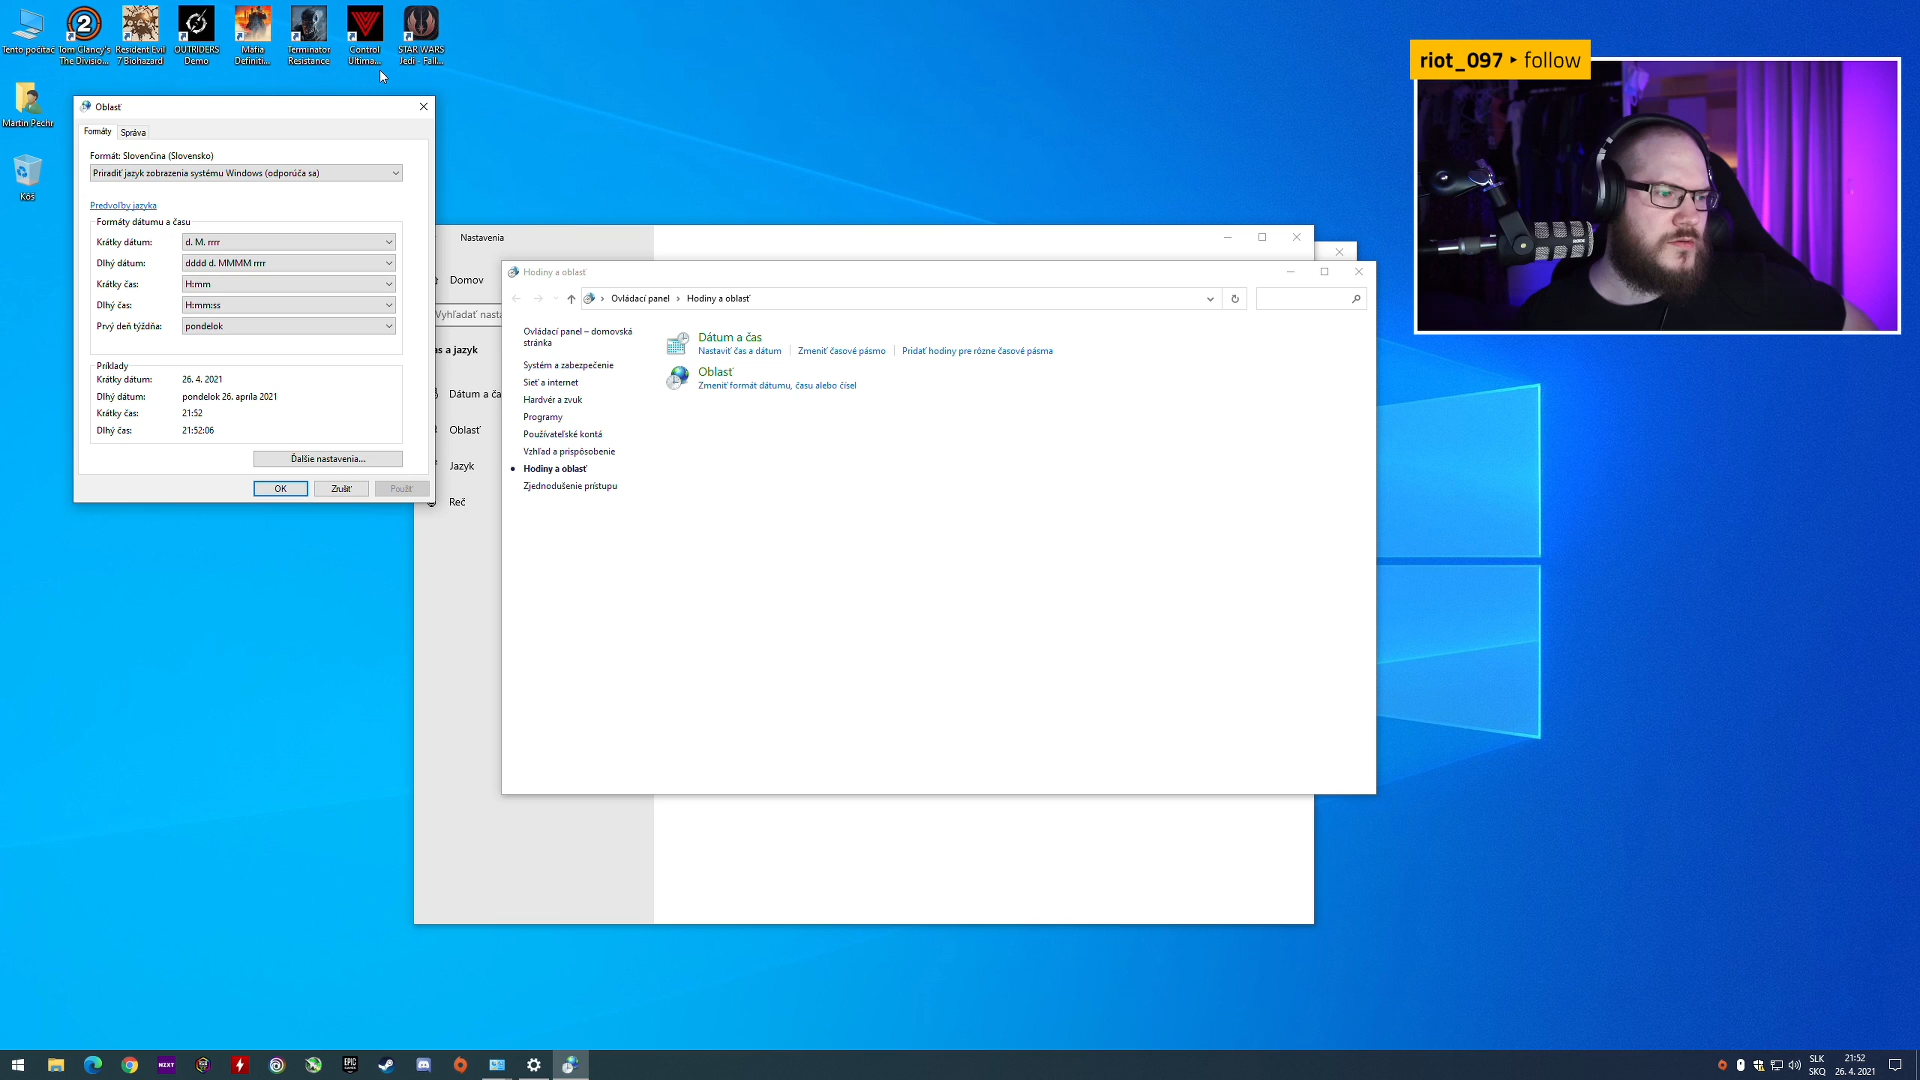 Tento počítač
Tom Clancy's
The Divisio...
Resident Evil
7 Biohazard
OUTRIDERS
Demo
Mafia
Definiti...
Terminator
Resistance
Control
Ultima...
STAR WARS
Jedi - Fall...
Martin Pechr
Kôš
riot_097 ‣ follow
Oblasť
Formáty
Správa
Formát: Slovenčina (Slovensko)
Priradiť jazyk zobrazenia systému Windows (odporúča sa)
Predvoľby jazyka
Formáty dátumu a času
Krátky dátum: d. M. rrrr
Dlhý dátum: dddd d. MMMM rrrr
Krátky čas: H:mm
Dlhý čas: H:mm:ss
Prvý deň týždňa: pondelok
Príklady
Krátky dátum: 26. 4. 2021
Dlhý dátum: pondelok 26. apríla 2021
Krátky čas: 21:52
Dlhý čas: 21:52:06
Ďalšie nastavenia...
OK
Zrušiť
Použiť
Nastavenia
Domov
Vyhľadať nasta
as a jazyk
Dátum a ča
Oblasť
Jazyk
Reč
Hodiny a oblasť
Ovládací panel › Hodiny a oblasť
Ovládací panel – domovská
stránka
Systém a zabezpečenie
Sieť a internet
Hardvér a zvuk
Programy
Používateľské kontá
Vzhľad a prispôsobenie
Hodiny a oblasť
Zjednodušenie prístupu
Dátum a čas
Nastaviť čas a dátum
Zmeniť časové pásmo
Pridať hodiny pre rôzne časové pásma
Oblasť
Zmeniť formát dátumu, času alebo čísel
NZXT
EPIC
GAMES
SLK
SKQ
21:52
26. 4. 2021